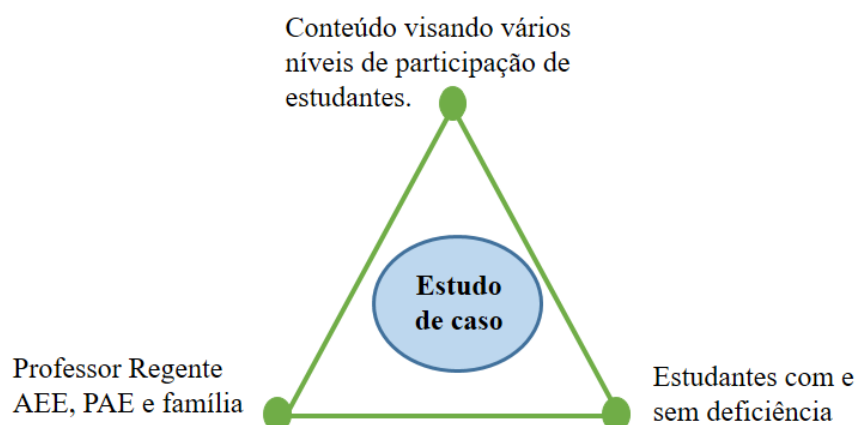 Conteúdo visando vários
níveis de participação de
estudantes.
Estudo
de caso
Professor Regente
AEE, PAE e família
Estudantes com e
sem deficiência